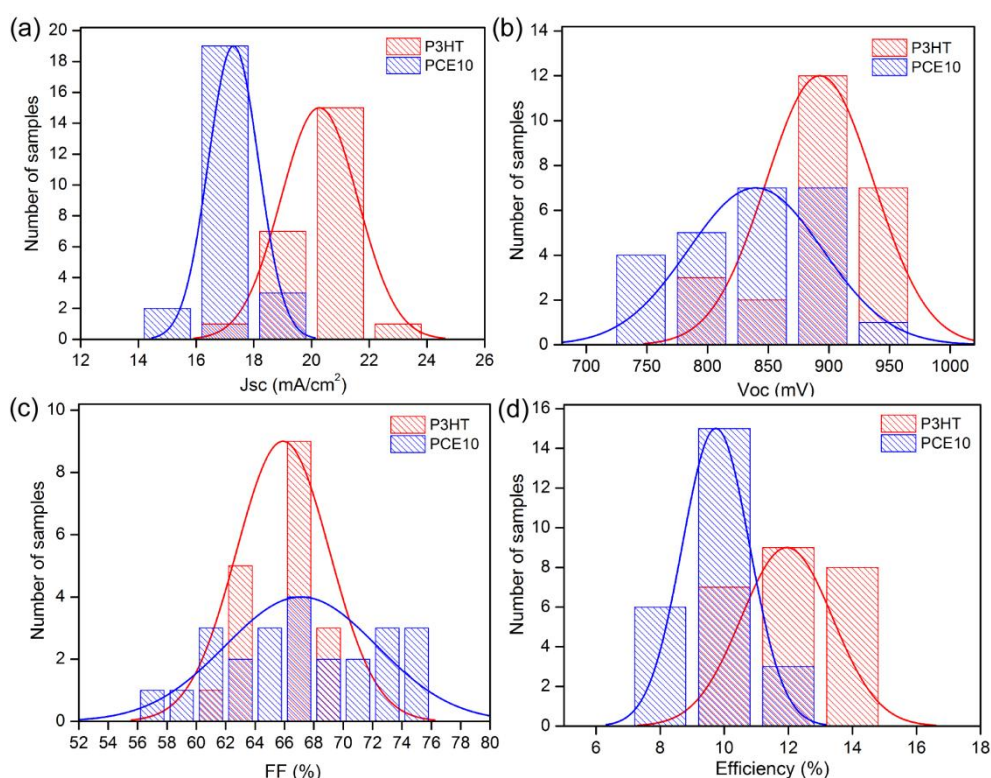 (a)
P3HT
PCE10
Number of samples
20
18
16
14
12
10
8
6
4
2
0
12 14 16 18 20 22 24 26
Jsc (mA/cm²)
(b)
P3HT
PCE10
Number of samples
14
12
10
8
6
4
2
0
700 750 800 850 900 950 1000
Voc (mV)
(c)
P3HT
PCE10
Number of samples
10
8
6
4
2
0
52 54 56 58 60 62 64 66 68 70 72 74 76 78 80
FF (%)
(d)
P3HT
PCE10
Number of samples
16
14
12
10
8
6
4
2
0
6 8 10 12 14 16 18
Efficiency (%)